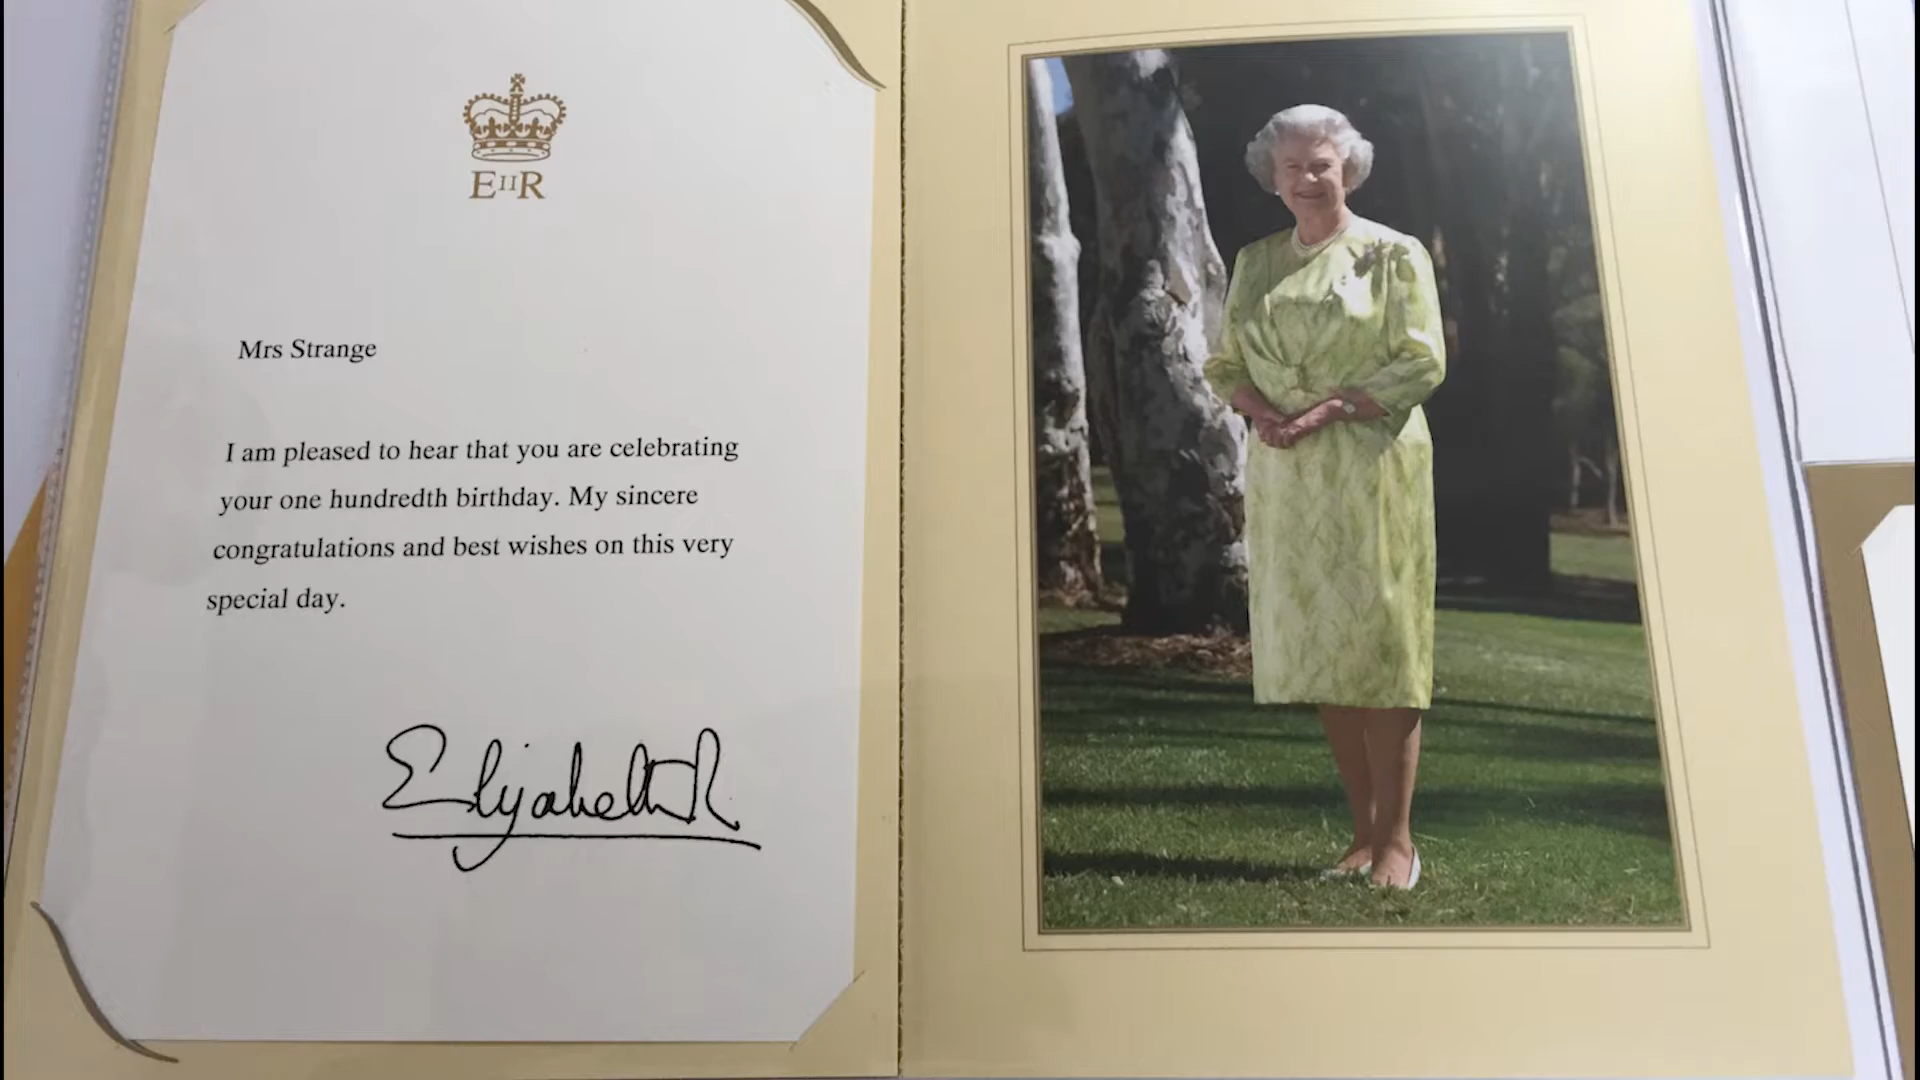 EIIR
Mrs Strange
I am pleased to hear that you are celebrating
your one hundredth birthday. My sincere
congratulations and best wishes on this very
special day.
Elizabeth R